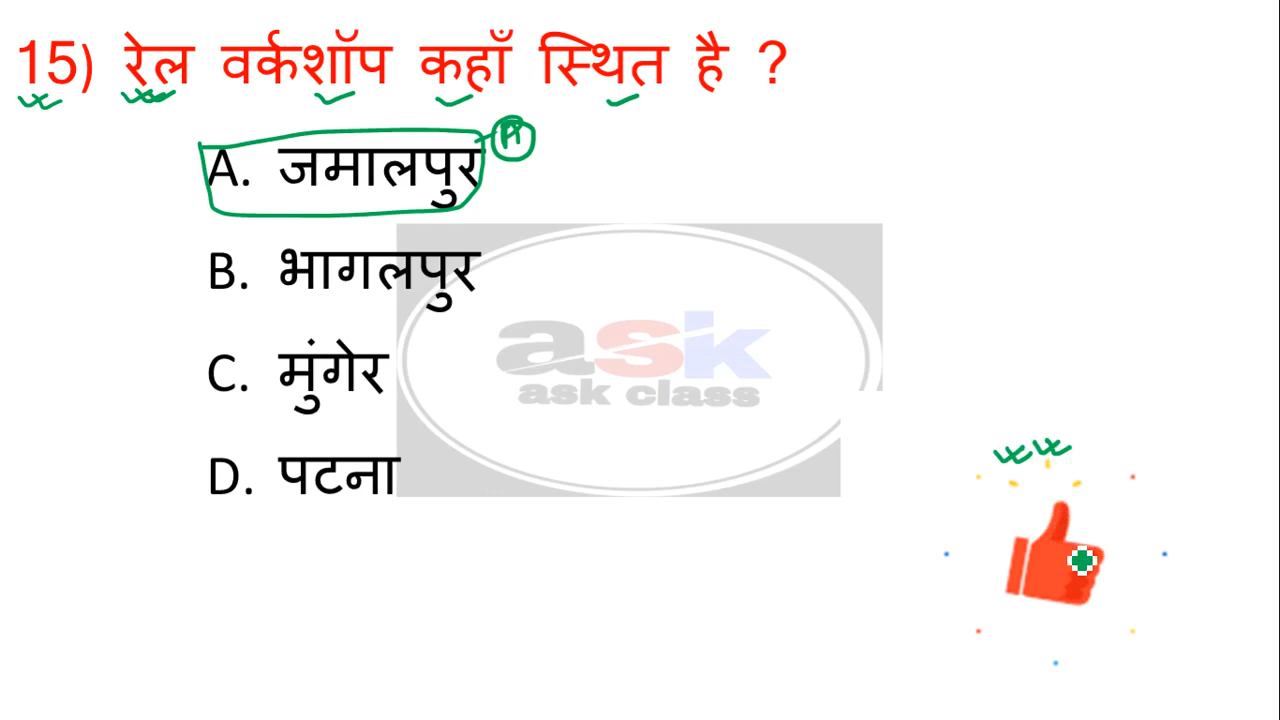 15) रेल वर्कशॉप कहाँ स्थित है ?
A. जमालपुर
A
B. भागलपुर
C. मुंगेर
D. पटना
ask
ask class